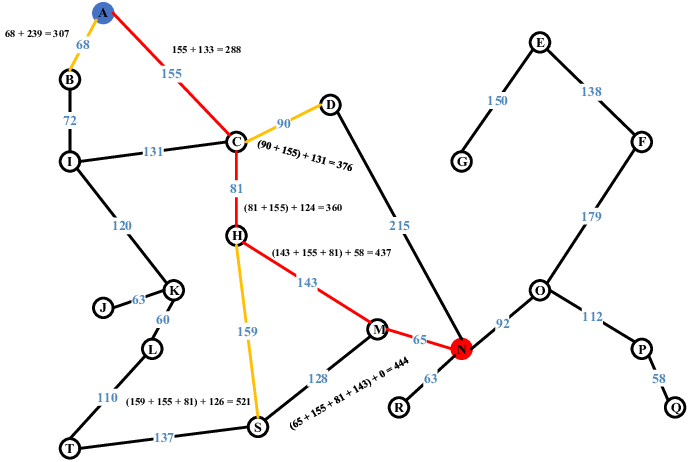 A
68 + 239 = 307
68
155 + 133 = 288
E
155
B
138
150
D
90
72
C
F
131
(90 + 155) + 131 = 376
I
G
81
(81 + 155) + 124 = 360
179
120
215
H
(143 + 155 + 81) + 58 = 437
143
K
O
J
63
60
112
92
M
159
65
L
N
P
128
63
58
110
(159 + 155 + 81) + 126 = 521
(65 + 155 + 81 + 143) + 0 = 444
R
Q
S
137
T